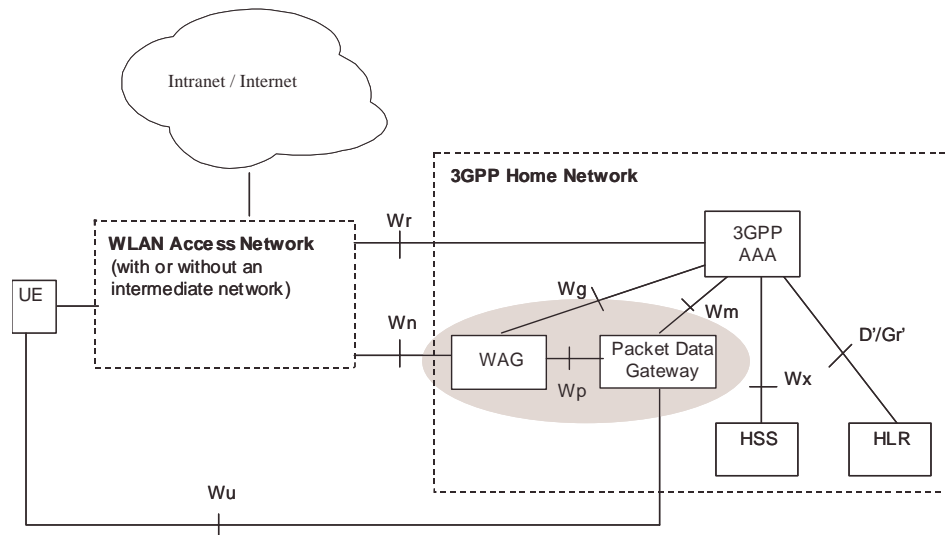 Intranet / Internet
3GPP Home Network
Wr
3GPP
AAA
WLAN Access Network
(with or without an
intermediate network)
UE
Wg
Wm
Wn
D'/Gr'
WAG
Packet Data
Gateway
Wp
Wx
HSS
HLR
Wu